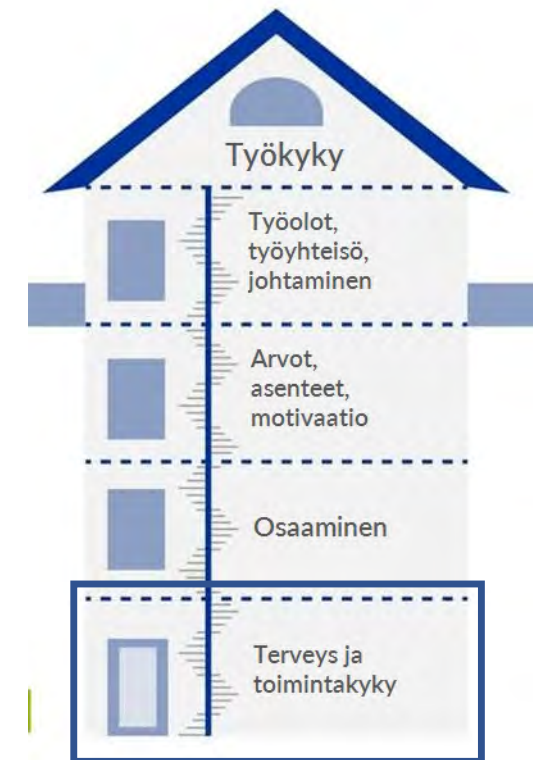 Työkyky
Työolot,
työyhteisö,
johtaminen
Arvot,
asenteet,
motivaatio
Osaaminen
Terveys ja
toimintakyky